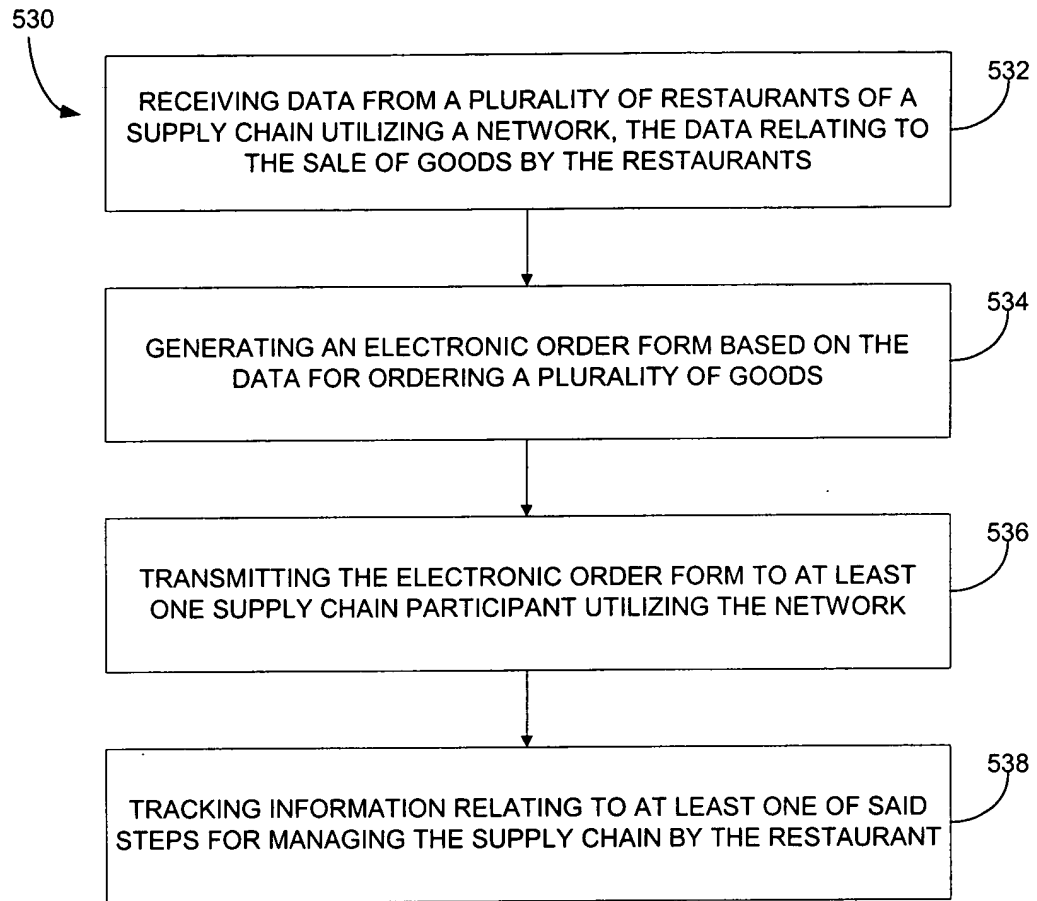 530
532
RECEIVING DATA FROM A PLURALITY OF RESTAURANTS OF A
SUPPLY CHAIN UTILIZING A NETWORK, THE DATA RELATING TO
THE SALE OF GOODS BY THE RESTAURANTS
534
GENERATING AN ELECTRONIC ORDER FORM BASED ON THE
DATA FOR ORDERING A PLURALITY OF GOODS
536
TRANSMITTING THE ELECTRONIC ORDER FORM TO AT LEAST
ONE SUPPLY CHAIN PARTICIPANT UTILIZING THE NETWORK
538
TRACKING INFORMATION RELATING TO AT LEAST ONE OF SAID
STEPS FOR MANAGING THE SUPPLY CHAIN BY THE RESTAURANT